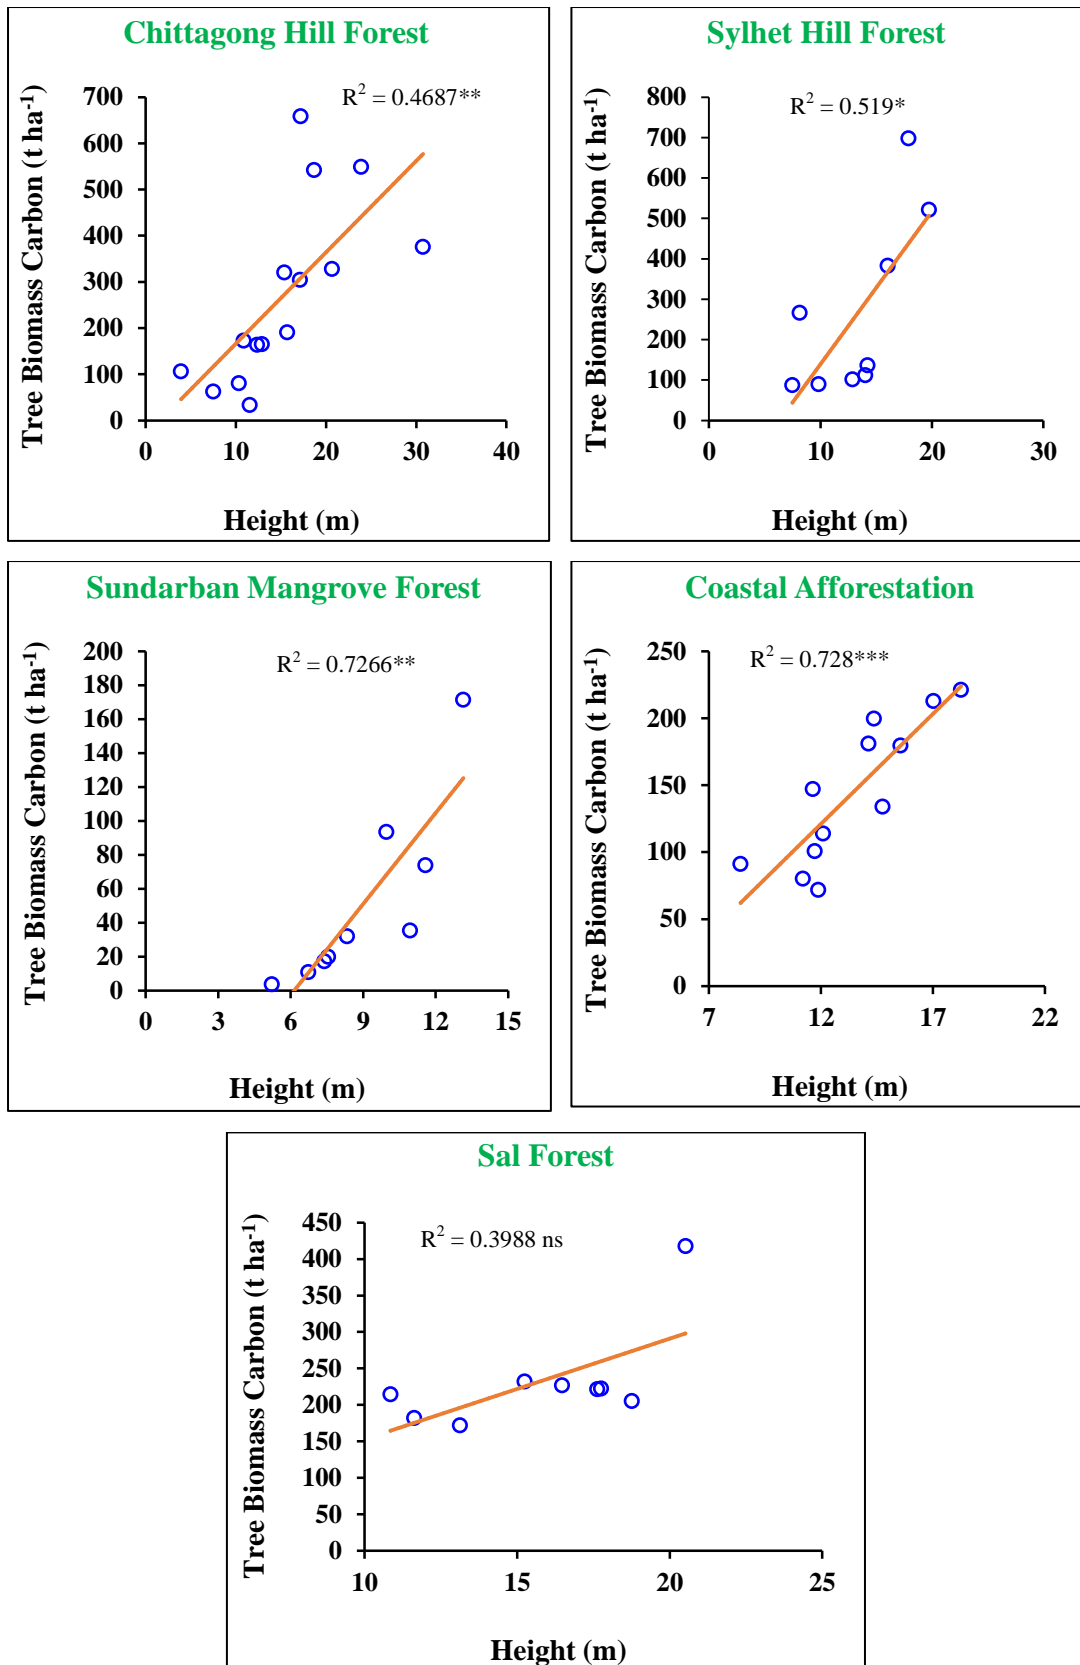 Chittagong Hill Forest
R² = 0.4687**
Tree Biomass Carbon (t ha⁻¹)
700
600
500
400
300
200
100
0
0 10 20 30 40
Height (m)
Sylhet Hill Forest
R² = 0.519*
Tree Biomass Carbon (t ha⁻¹)
800
700
600
500
400
300
200
100
0
0 10 20 30
Height (m)
Sundarban Mangrove Forest
R² = 0.7266**
Tree Biomass Carbon (t ha⁻¹)
200
180
160
140
120
100
80
60
40
20
0
0 3 6 9 12 15
Height (m)
Coastal Afforestation
R² = 0.728***
Tree Biomass Carbon (t ha⁻¹)
250
200
150
100
50
0
7 12 17 22
Height (m)
Sal Forest
R² = 0.3988 ns
Tree Biomass Carbon (t ha⁻¹)
450
400
350
300
250
200
150
100
50
0
10 15 20 25
Height (m)